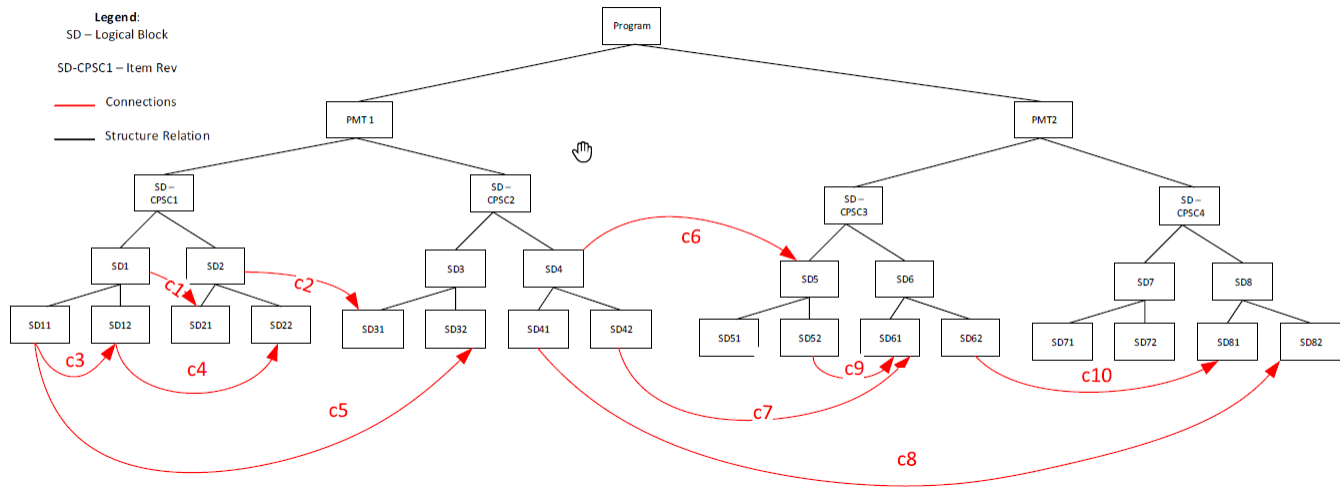 Legend:
SD – Logical Block
SD-CPSC1 – Item Rev
Connections
Structure Relation
Program
PMT 1
PMT2
SD –
CPSC1
SD –
CPSC2
SD –
CPSC3
SD –
CPSC4
SD1
SD2
SD3
SD4
SD5
SD6
SD7
SD8
c1
c2
c6
SD11
SD12
SD21
SD22
SD31
SD32
SD41
SD42
SD51
SD52
SD61
SD62
SD71
SD72
SD81
SD82
c3
c4
c9
c10
c5
c7
c8